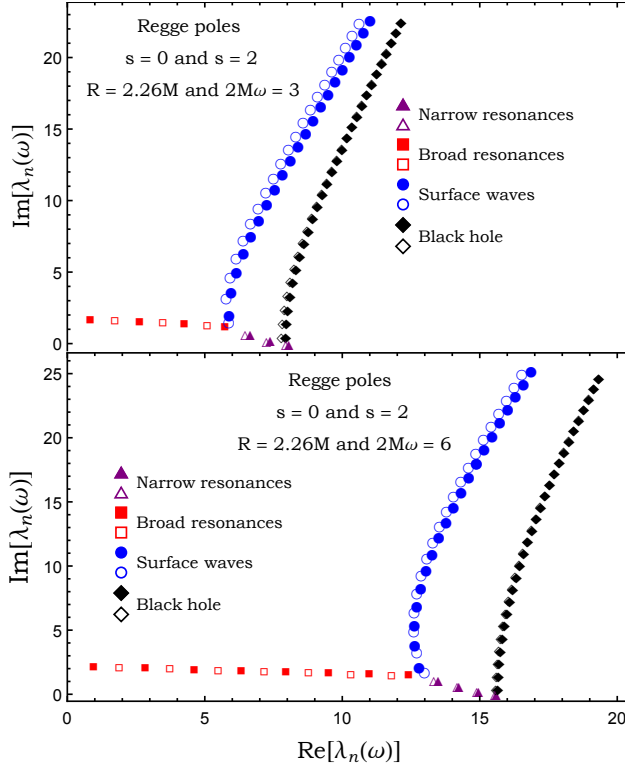 Regge poles
s = 0 and s = 2
R = 2.26M and 2Mω = 3
Narrow resonances
Broad resonances
Surface waves
Black hole
Im[λn(ω)]
20
15
10
5
0
Regge poles
s = 0 and s = 2
R = 2.26M and 2Mω = 6
Narrow resonances
Broad resonances
Surface waves
Black hole
Im[λn(ω)]
25
20
15
10
5
0
0 5 10 15 20
Re[λn(ω)]